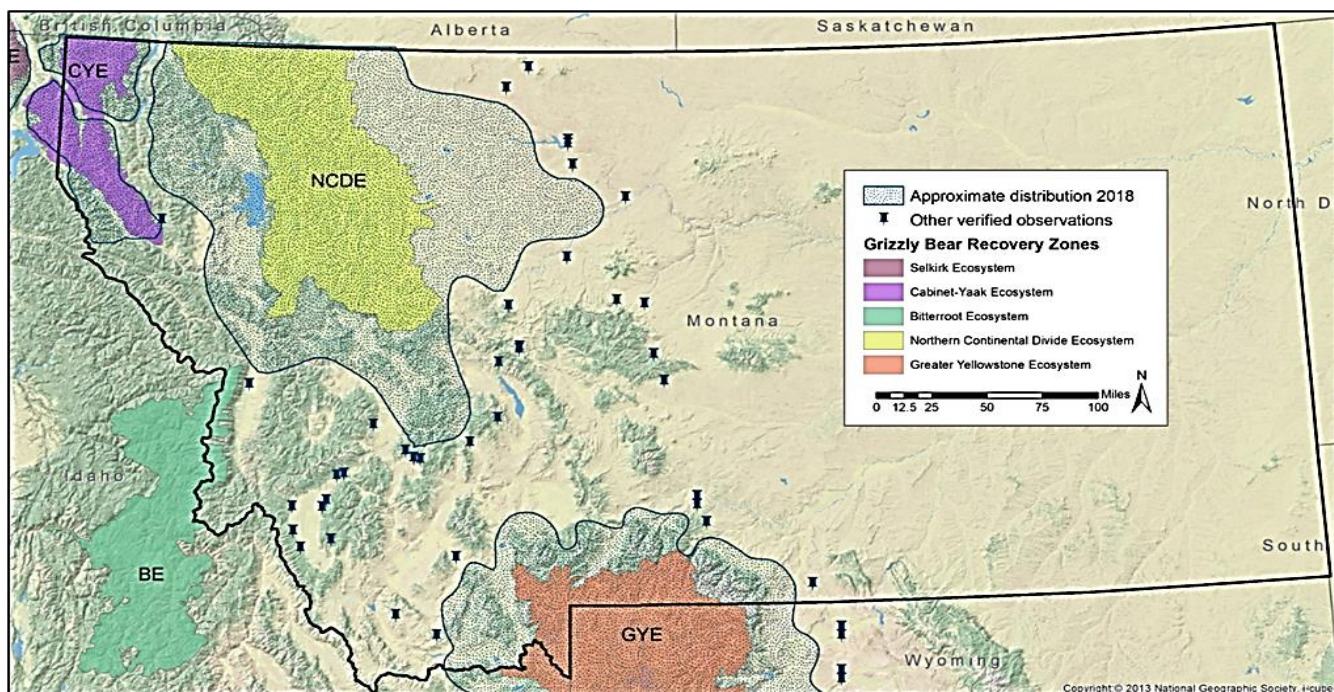 British Columbia
Alberta
Saskatchewan
CYE
NCDE
North D
Montana
Idaho
BE
GYE
Wyoming
South
Approximate distribution 2018
Other verified observations
Grizzly Bear Recovery Zones
Selkirk Ecosystem
Cabinet-Yaak Ecosystem
Bitterroot Ecosystem
Northern Continental Divide Ecosystem
Greater Yellowstone Ecosystem
0 12.5 25 50 75 100 Miles
N
Copyright:© 2013 National Geographic Society, i-cube